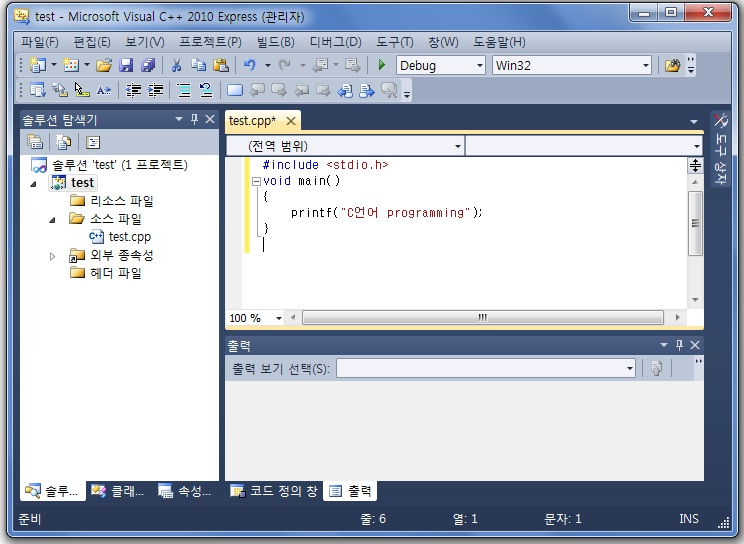 test - Microsoft Visual C++ 2010 Express (관리자)
파일(F) 편집(E) 보기(V) 프로젝트(P) 빌드(B) 디버그(D) 도구(T) 창(W) 도움말(H)
Debug Win32
솔루션 탐색기
솔루션 'test' (1 프로젝트)
test
리소스 파일
소스 파일
test.cpp
외부 종속성
헤더 파일
솔루... 클래... 속성...
test.cpp*
(전역 범위)
#include <stdio.h>
void main()
{
printf("C언어 programming");
}
100 %
출력
출력 보기 선택(S):
코드 정의 창 출력
도구 상자
준비 줄: 6 열: 1 문자: 1 INS